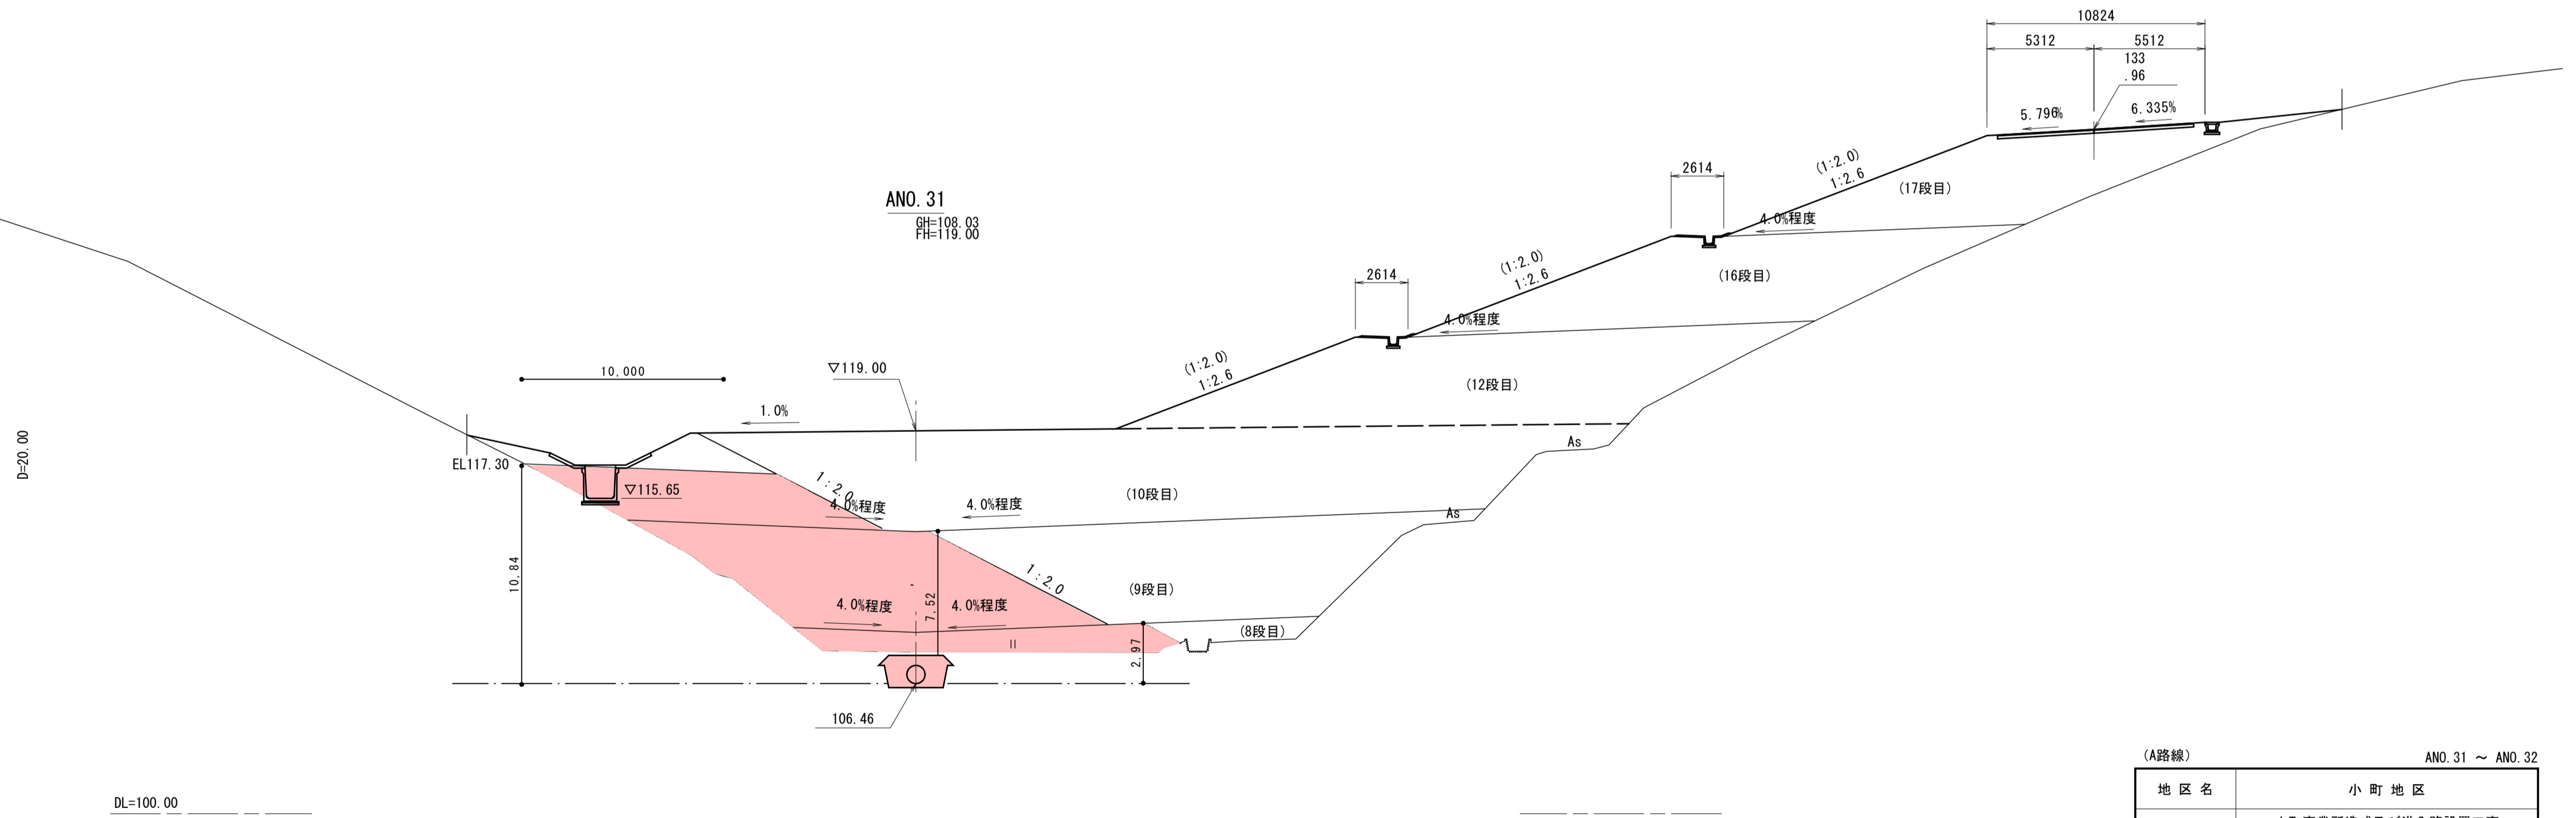 10824
5312
5512
133
.96
5.796%
6.335%
2614
(1:2.0)
1:2.6
(17段目)
ANO.31
GH=108.03
FH=119.00
4.0%程度
2614
(1:2.0)
1:2.6
(16段目)
4.0%程度
▽119.00
10,000
(1:2.0)
1:2.6
(12段目)
1.0%
D=20.00
EL117.30
As
▽115.65
1:2.0
4.0%程度
4.0%程度
(10段目)
As
10.84
1:2.0
7.52
(9段目)
4.0%程度
4.0%程度
(8段目)
2.97
106.46
(A路線)
ANO.31 ～ ANO.32
地区名
小町地区
DL=100.00